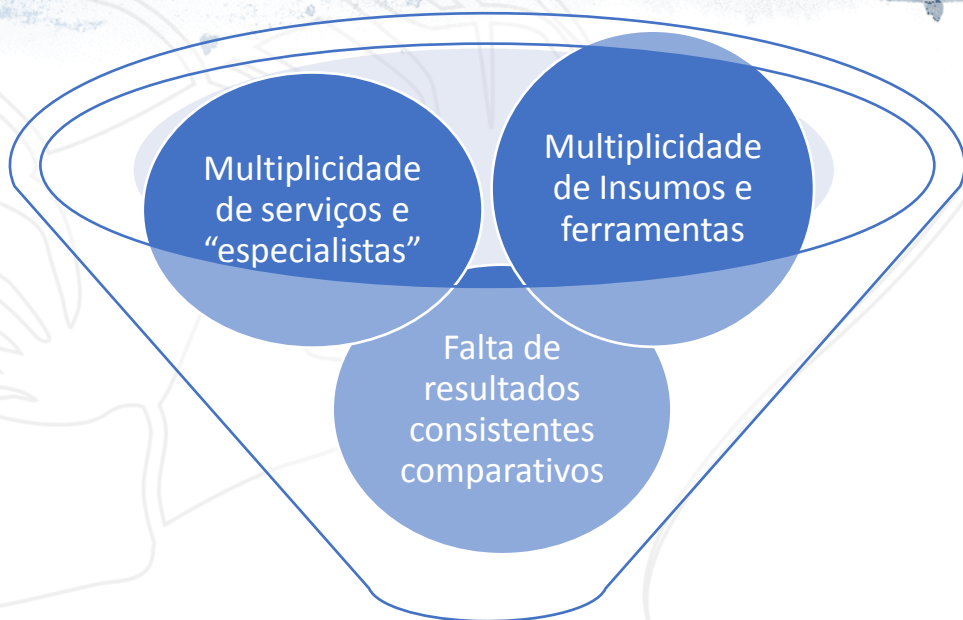 Multiplicidade
de serviços e
“especialistas”
Multiplicidade
de Insumos e
ferramentas
Falta de
resultados
consistentes
comparativos